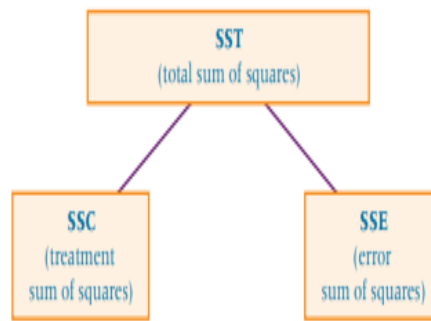 SST
(total sum of squares)
SSC
(treatment
sum of squares)
SSE
(error
sum of squares)